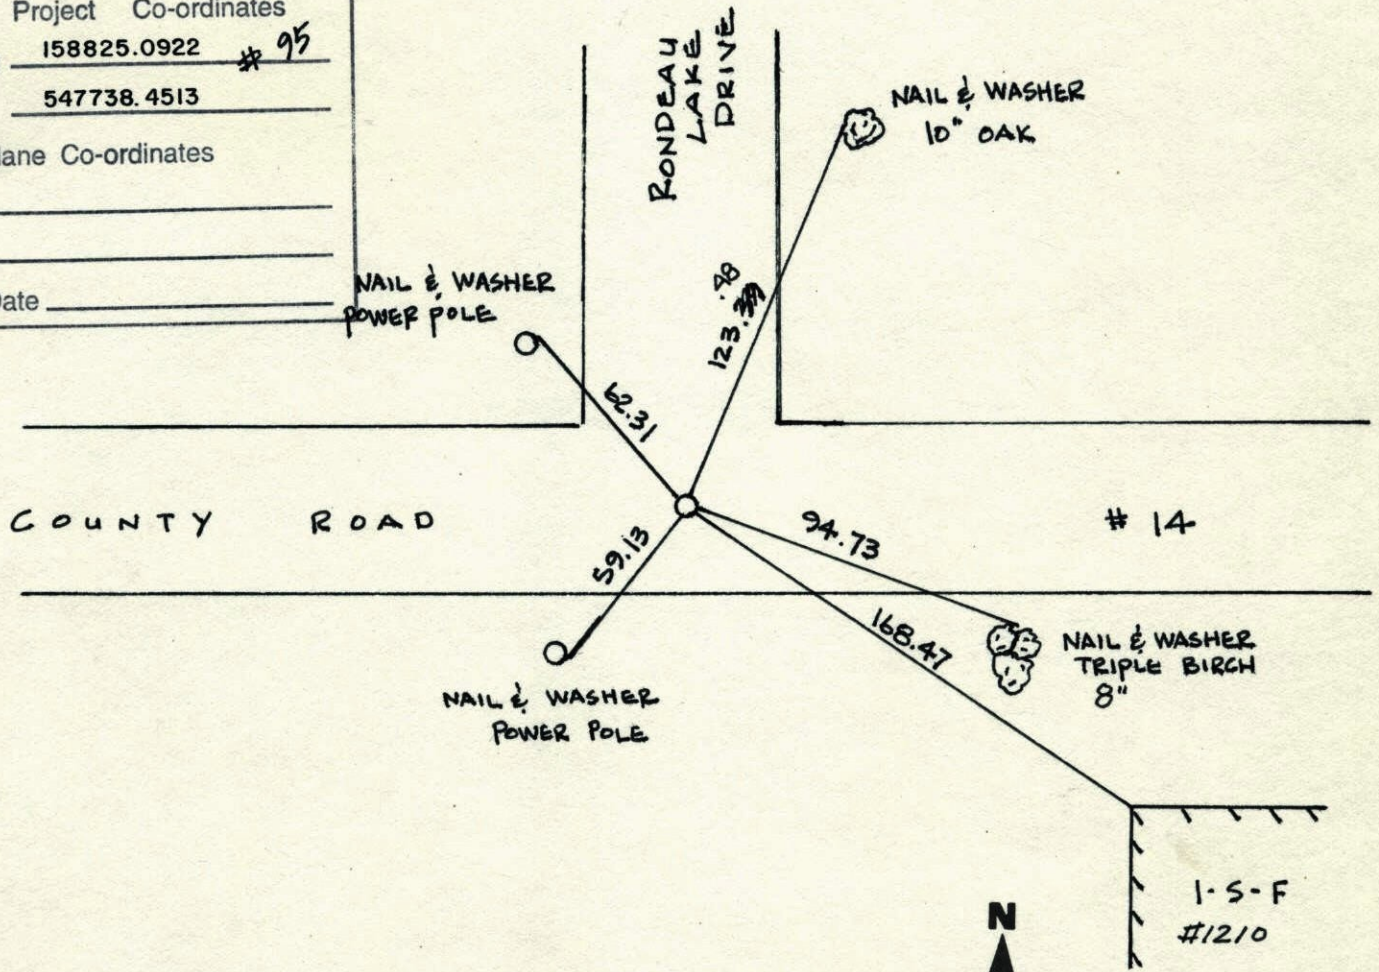 Project Co-ordinates
158825.0922 # 95
547738.4513
lane Co-ordinates
Date
RONDEAU
LAKE
DRIVE
NAIL & WASHER
10" OAK
NAIL & WASHER
POWER POLE
.48
123.
62.31
COUNTY ROAD # 14
59.13
94.73
168.47
NAIL & WASHER
TRIPLE BIRCH
8"
NAIL & WASHER
POWER POLE
1-S-F
#1210
N